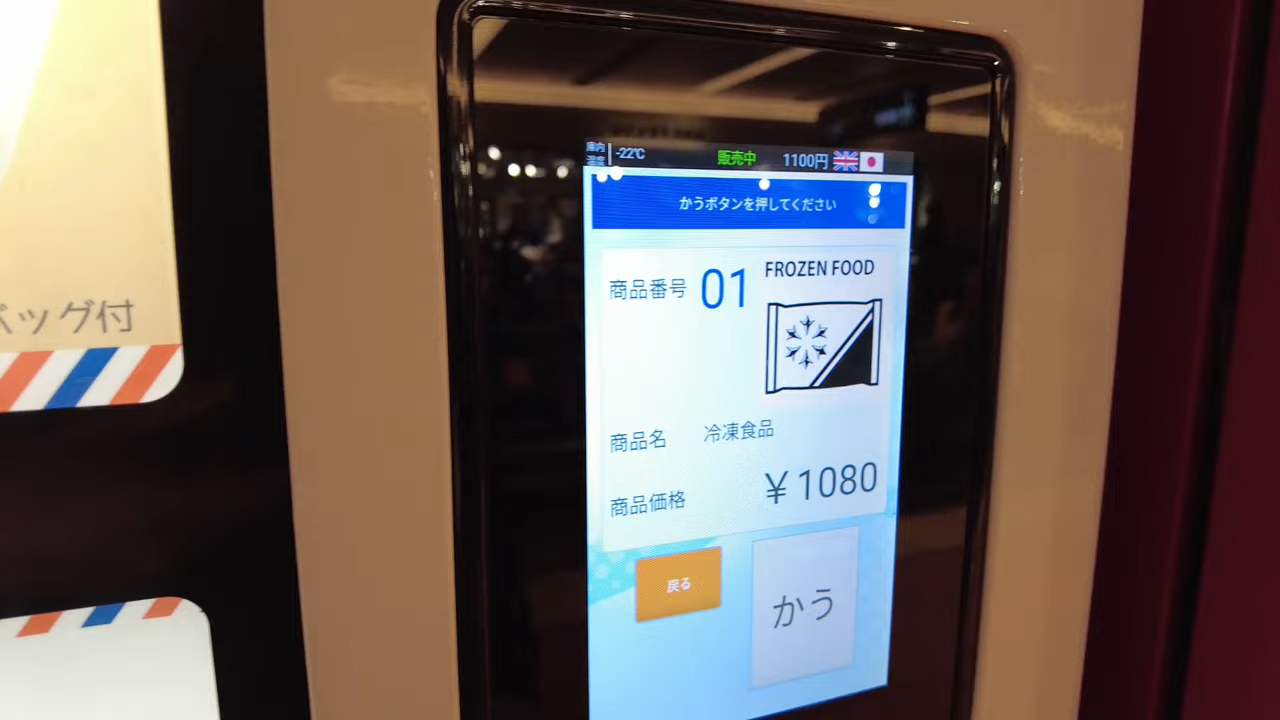 バッグ付
庫内
温度
-22℃
販売中
1100円
かうボタンを押してください
商品番号
01
FROZEN FOOD
商品名
冷凍食品
商品価格
¥1080
戻る
かう